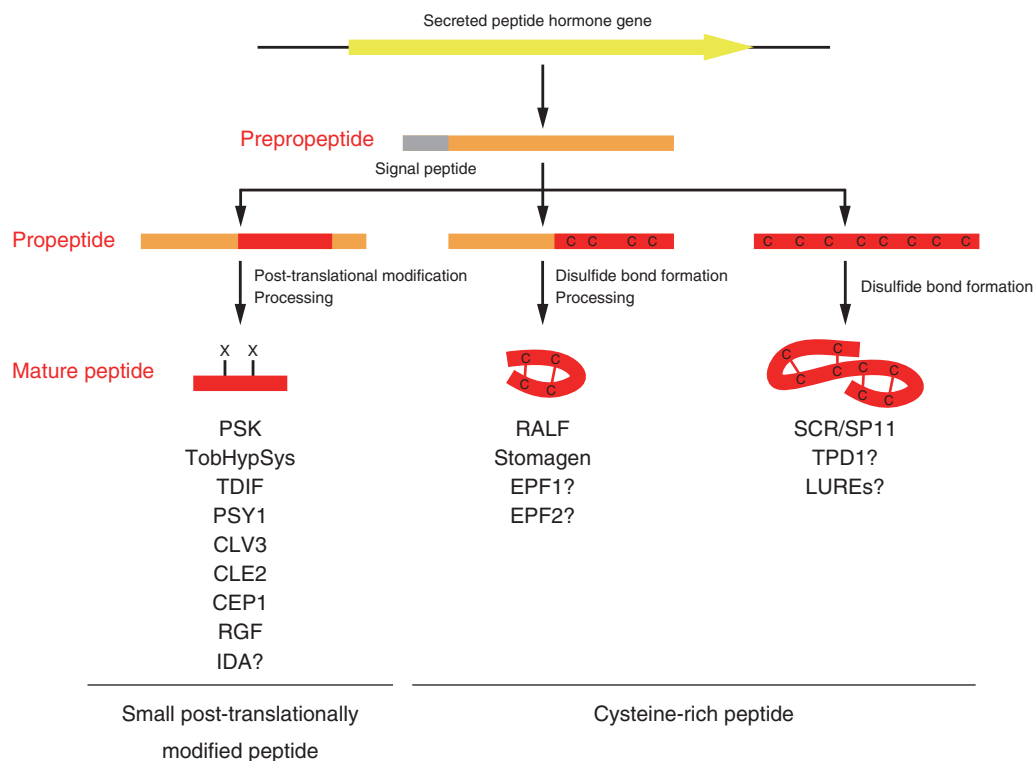 Secreted peptide hormone gene
Prepropeptide
Signal peptide
Propeptide
C C C C
C C C C C C C C
Post-translational modification
Processing
Disulfide bond formation
Processing
Disulfide bond formation
Mature peptide
X X
C C
C C
C C C C
C C C C
PSK
TobHypSys
TDIF
PSY1
CLV3
CLE2
CEP1
RGF
IDA?
RALF
Stomagen
EPF1?
EPF2?
SCR/SP11
TPD1?
LUREs?
Small post-translationally
modified peptide
Cysteine-rich peptide